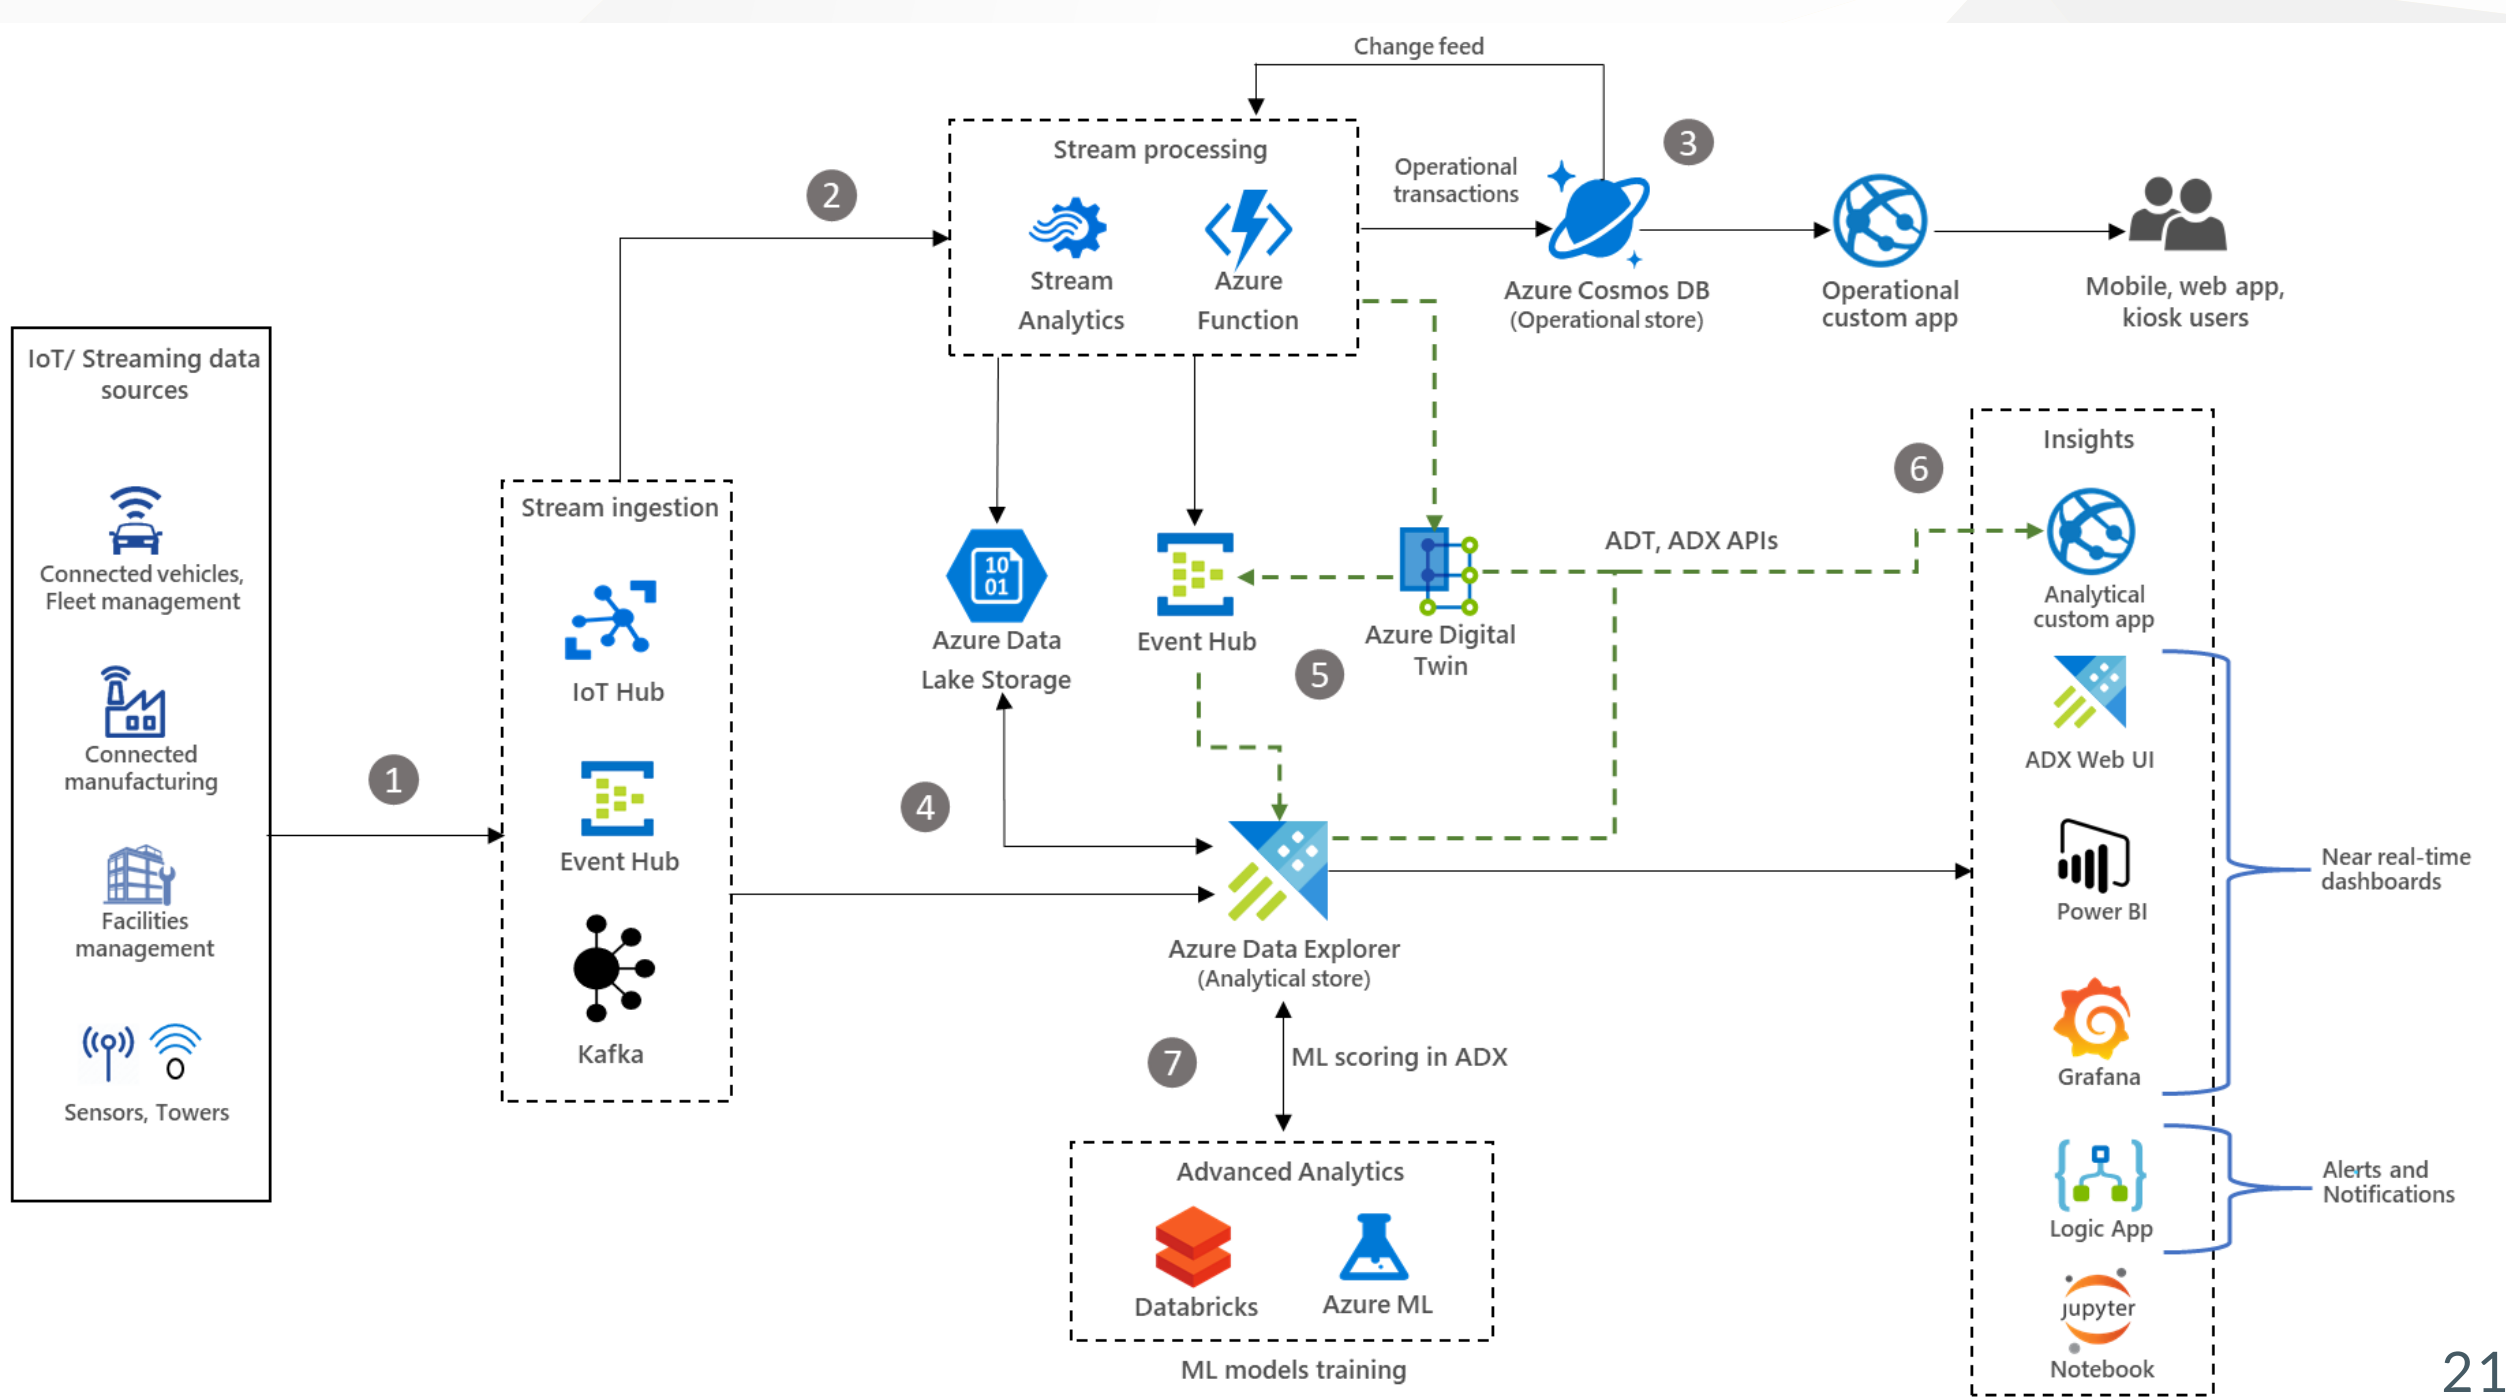 Change feed
Stream processing
Stream
Analytics
Azure
Function
2
Operational
transactions
3
Azure Cosmos DB
(Operational store)
Operational
custom app
Mobile, web app,
kiosk users
IoT/ Streaming data
sources
Connected vehicles,
Fleet management
Connected
manufacturing
Facilities
management
Sensors, Towers
1
Stream ingestion
IoT Hub
Event Hub
Kafka
10
01
Azure Data
Lake Storage
Event Hub
Azure Digital
Twin
5
ADT, ADX APIs
4
Azure Data Explorer
(Analytical store)
7
ML scoring in ADX
Advanced Analytics
Databricks
Azure ML
ML models training
6
Insights
Analytical
custom app
ADX Web UI
Power BI
Grafana
Near real-time
dashboards
Logic App
Alerts and
Notifications
jupyter
Notebook
21